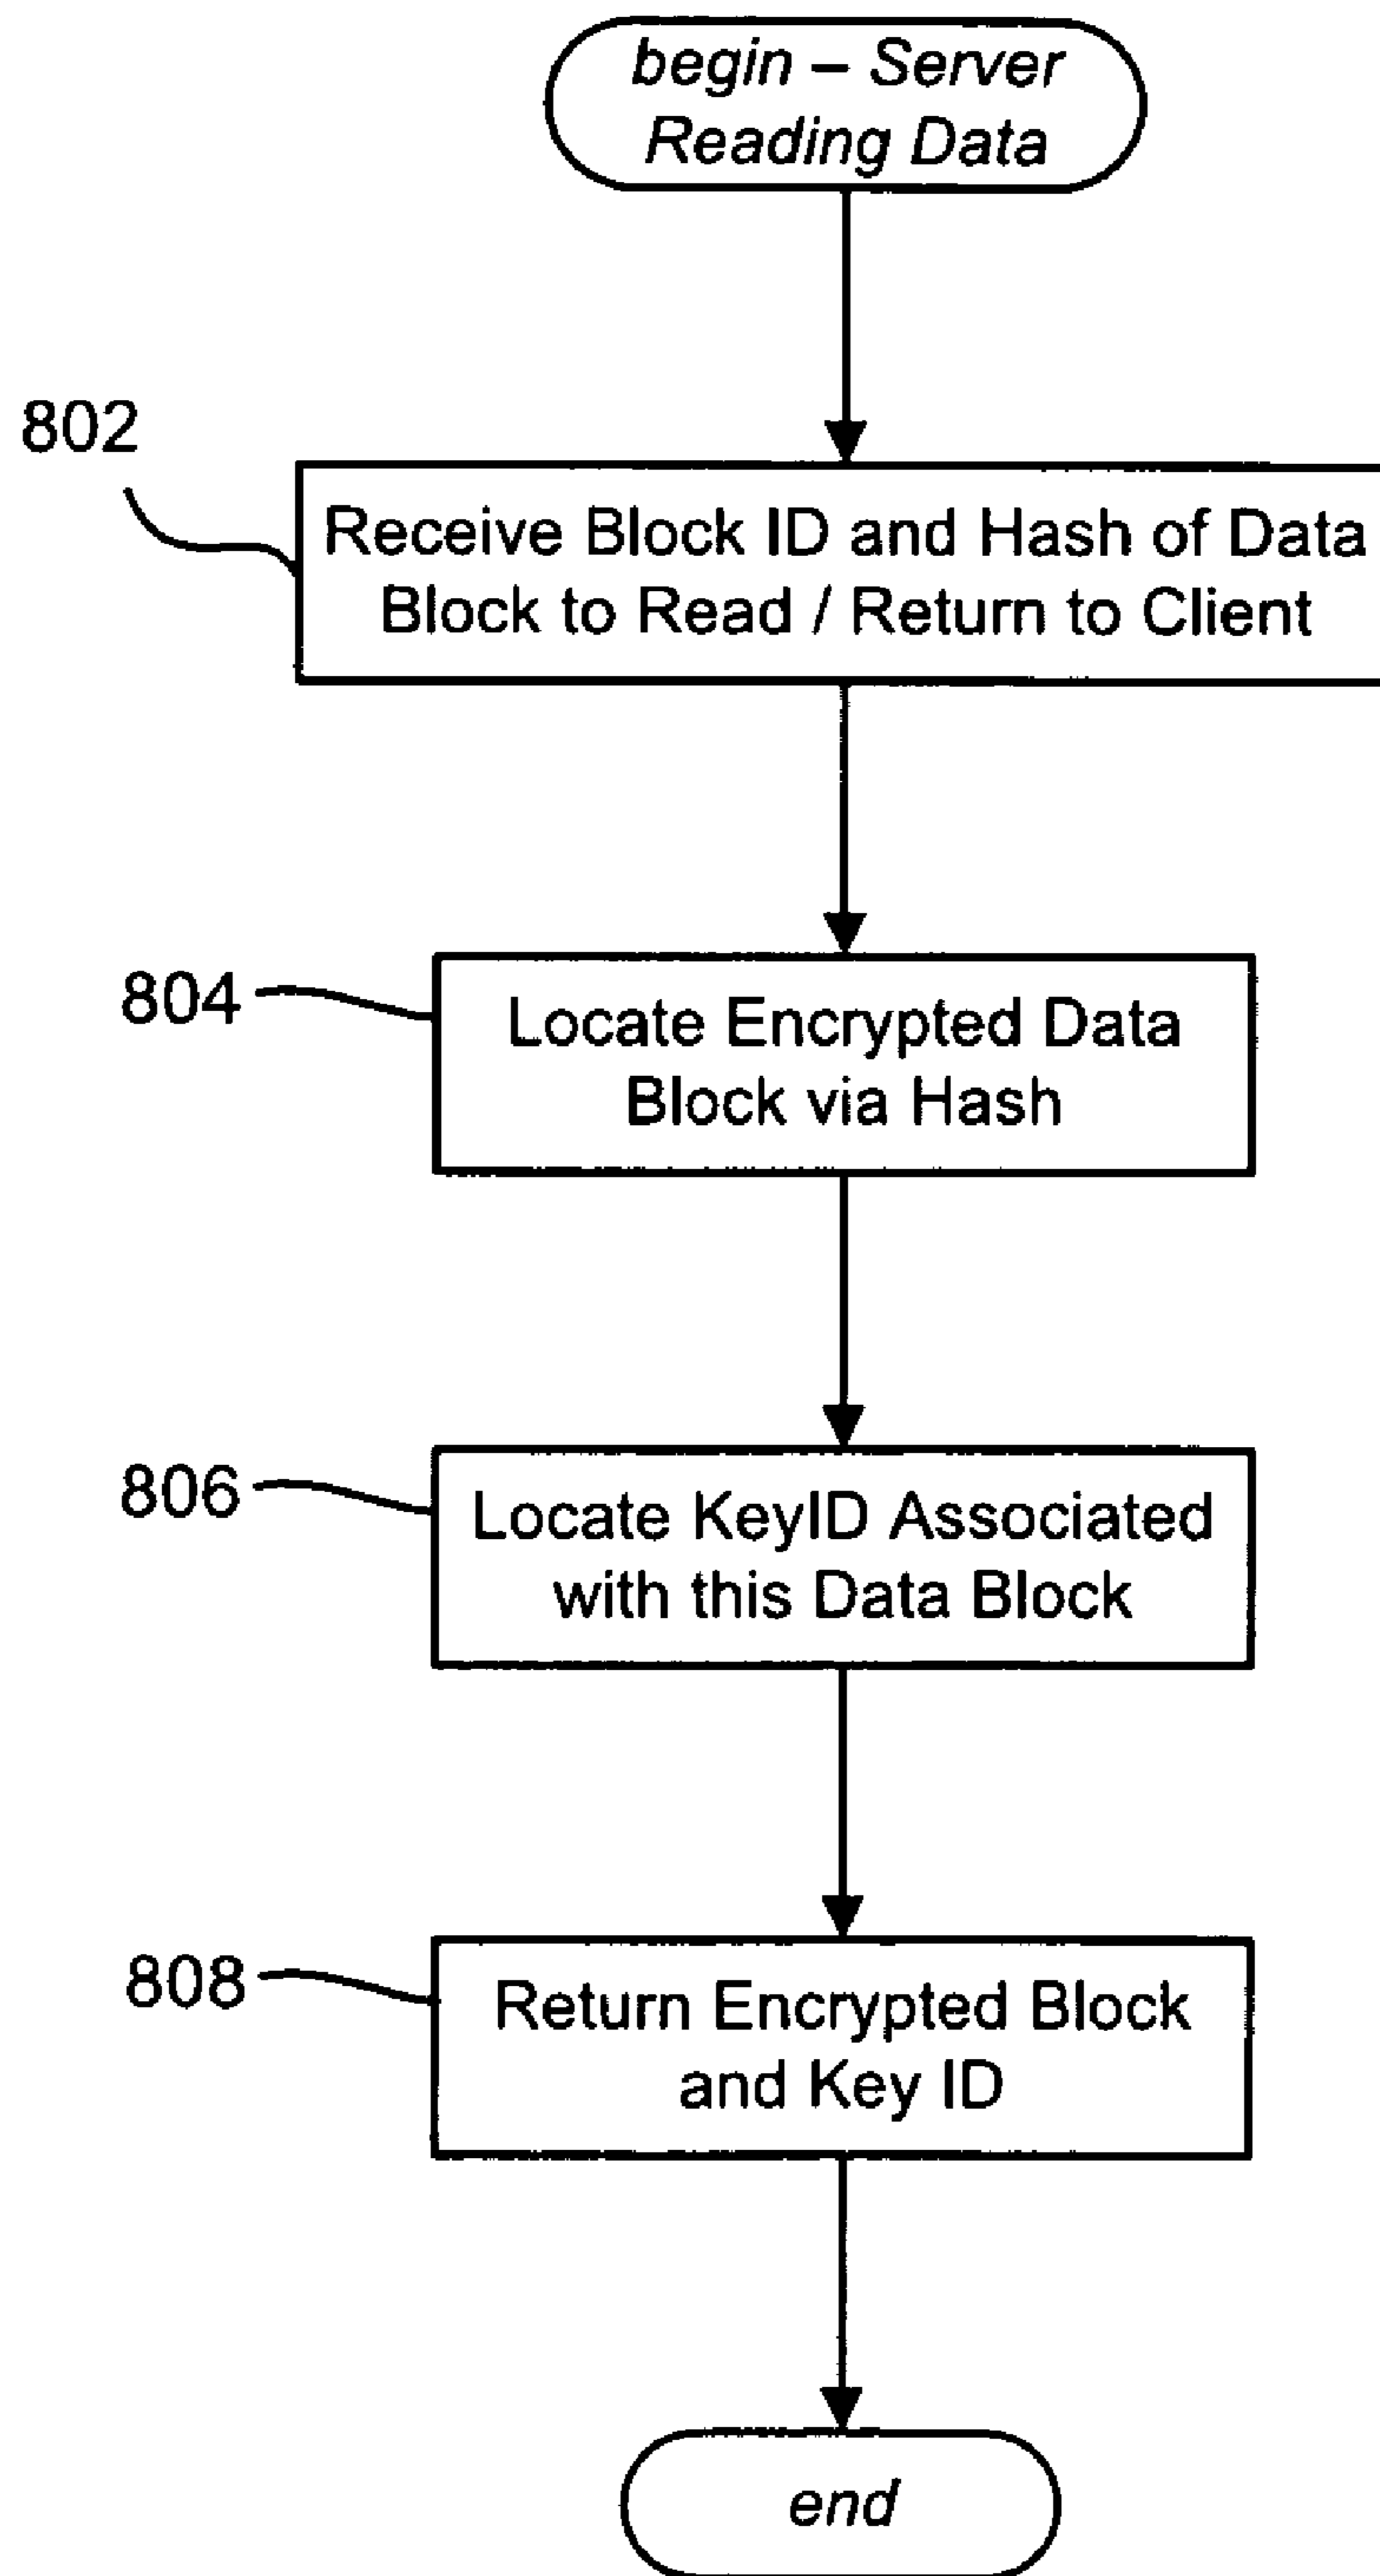 begin – Server
Reading Data
802
Receive Block ID and Hash of Data
Block to Read / Return to Client
804
Locate Encrypted Data
Block via Hash
806
Locate KeyID Associated
with this Data Block
808
Return Encrypted Block
and Key ID
end